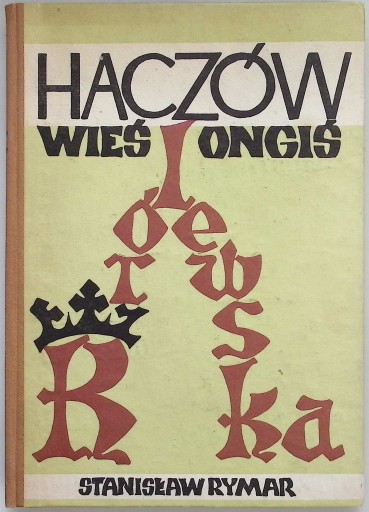 HACZÓW
WIEŚ ONGIŚ
Królewska
STANISŁAW RYMAR